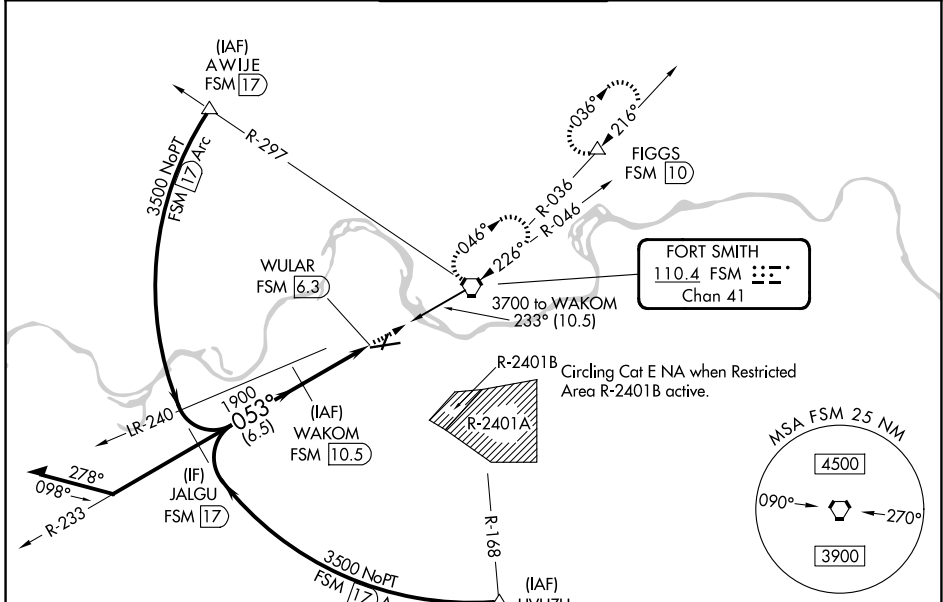 (IAF)
AWIJE
FSM 17
R-297
3500 NoPT
FSM 17 Arc
036°
216°
FIGGS
FSM 10
R-036
R-046
046°
226°
WULAR
FSM 6.3
FORT SMITH
110.4 FSM
Chan 41
3700 to WAKOM
233° (10.5)
R-2401B
Circling Cat E NA when Restricted
Area R-2401B active.
R-2401A
LR-240
1900
053°
(6.5)
(IAF)
WAKOM
FSM 10.5
278°
098°
R-233
(IF)
JALGU
FSM 17
R-168
3500 NoPT
FSM 17
(IAF)
MSA FSM 25 NM
4500
090°
270°
3900